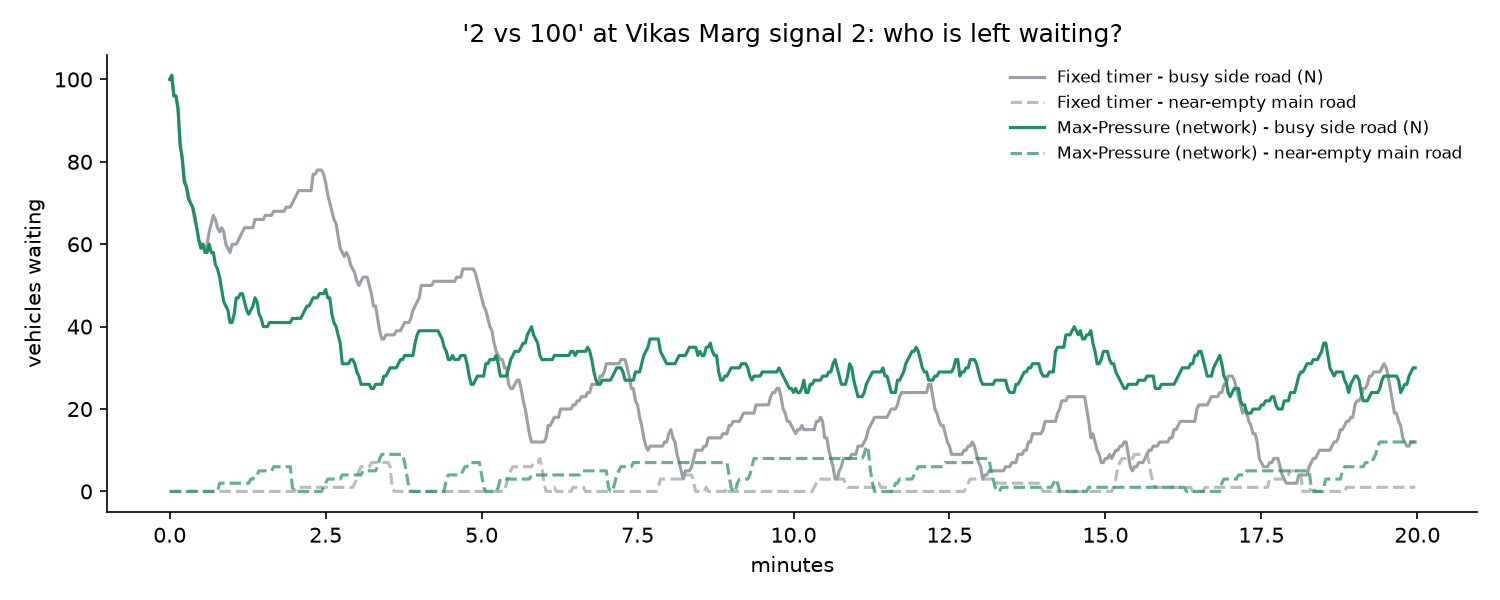 '2 vs 100' at Vikas Marg signal 2: who is left waiting?
Fixed timer - busy side road (N)
Fixed timer - near-empty main road
Max-Pressure (network) - busy side road (N)
Max-Pressure (network) - near-empty main road
vehicles waiting
100
80
60
40
20
0
0.0 2.5 5.0 7.5 10.0 12.5 15.0 17.5 20.0
minutes